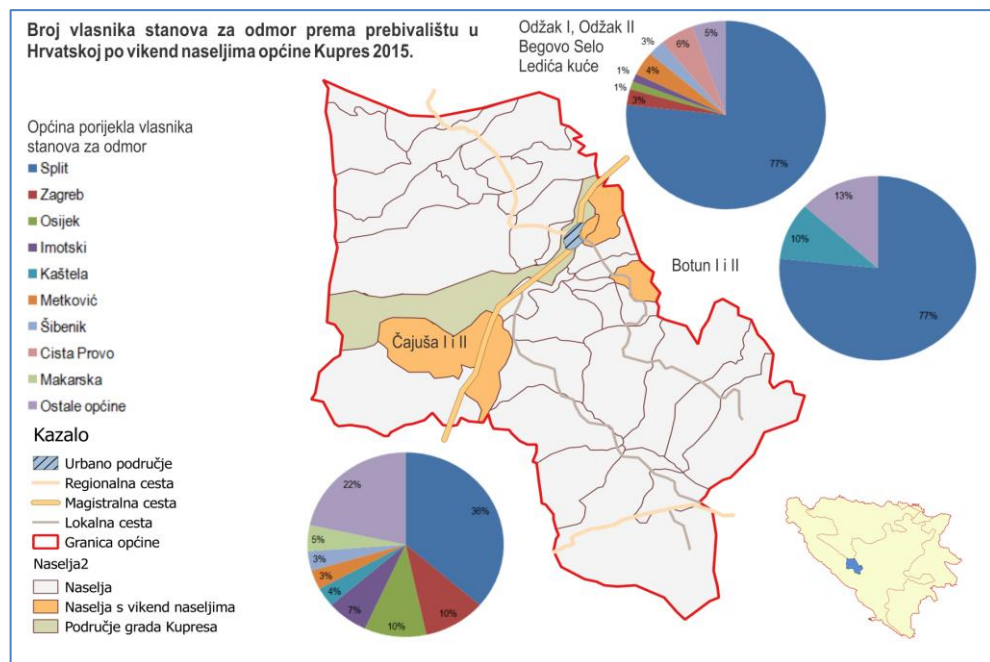 Broj vlasnika stanova za odmor prema prebivalištu u
Hrvatskoj po vikend naseljima općine Kupres 2015.
Odžak I, Odžak II
Begovo Selo
Ledića kuće
3%
6%
5%
1%
4%
1%
3%
77%
Općina porijekla vlasnika
stanova za odmor
Split
Zagreb
Osijek
Imotski
Kaštela
Metković
Šibenik
Cista Provo
Makarska
Ostale općine
13%
10%
77%
Botun I i II
Čajuša I i II
Kazalo
Urbano područje
Regionalna cesta
Magistralna cesta
Lokalna cesta
Granica općine
Naselja2
Naselja
Naselja s vikend naseljima
Područje grada Kupresa
22%
36%
5%
3%
3%
4%
7%
10%
10%